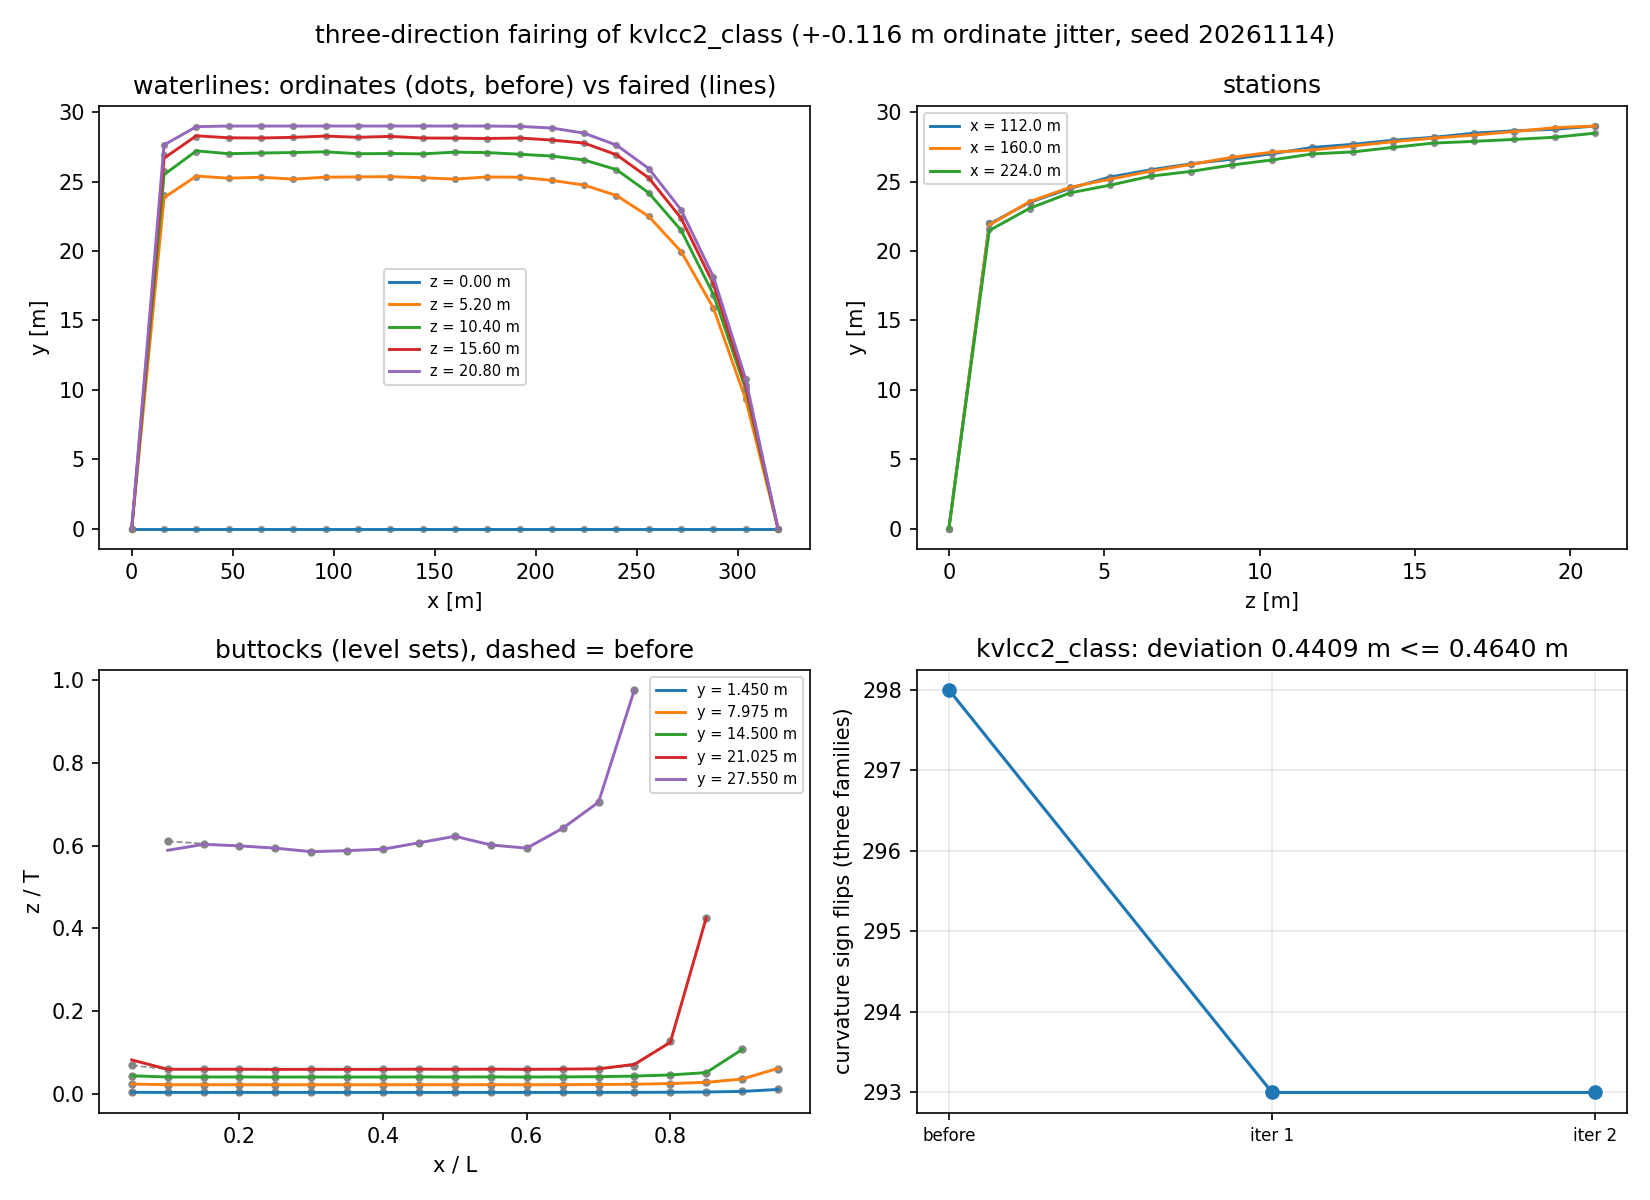 three-direction fairing of kvlcc2_class (+-0.116 m ordinate jitter, seed 20261114)
waterlines: ordinates (dots, before) vs faired (lines)
30
25
20
15
10
5
0
y [m]
z = 0.00 m
z = 5.20 m
z = 10.40 m
z = 15.60 m
z = 20.80 m
0
50
100
150
200
250
300
x [m]
stations
30
25
20
15
10
5
0
y [m]
x = 112.0 m
x = 160.0 m
x = 224.0 m
0
5
10
15
20
z [m]
buttocks (level sets), dashed = before
1.0
0.8
0.6
0.4
0.2
0.0
z / T
y = 1.450 m
y = 7.975 m
y = 14.500 m
y = 21.025 m
y = 27.550 m
0.2
0.4
0.6
0.8
x / L
kvlcc2_class: deviation 0.4409 m <= 0.4640 m
298
297
296
295
294
293
curvature sign flips (three families)
before
iter 1
iter 2